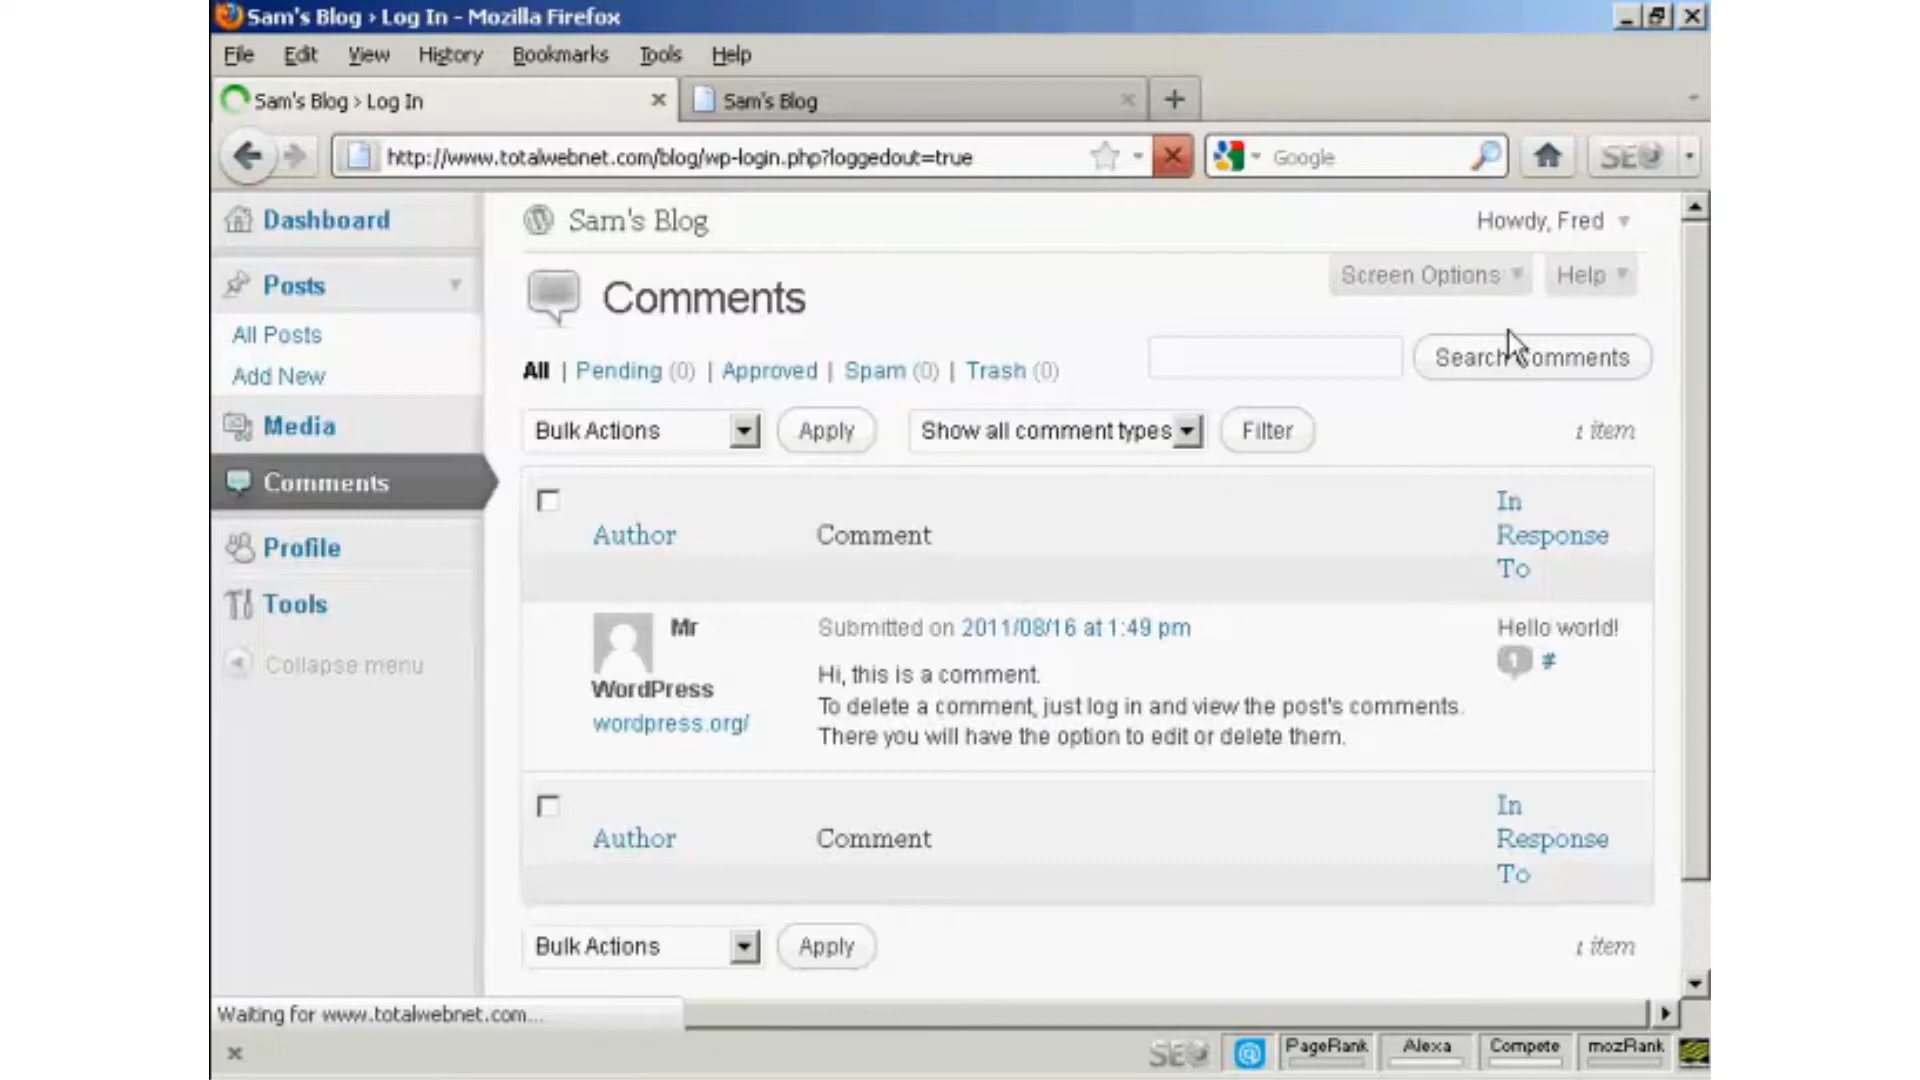 Sam's Blog › Log In - Mozilla Firefox
File Edit View History Bookmarks Tools Help
Sam's Blog › Log In
Sam's Blog
http://www.totalwebnet.com/blog/wp-login.php?loggedout=true
Google
SEO
Dashboard
Posts
All Posts
Add New
Media
Comments
Profile
Tools
Collapse menu
Sam's Blog
Howdy, Fred
Screen Options
Help
Comments
All | Pending (0) | Approved | Spam (0) | Trash (0)
Search Comments
Bulk Actions
Apply
Show all comment types
Filter
1 item
Author
Comment
In
Response
To
Mr
WordPress
wordpress.org/
Submitted on 2011/08/16 at 1:49 pm
Hi, this is a comment.
To delete a comment, just log in and view the post's comments.
There you will have the option to edit or delete them.
Hello world!
1 #
Author
Comment
In
Response
To
Bulk Actions
Apply
1 item
Waiting for www.totalwebnet.com...
SEO
PageRank
Alexa
Compete
mozRank